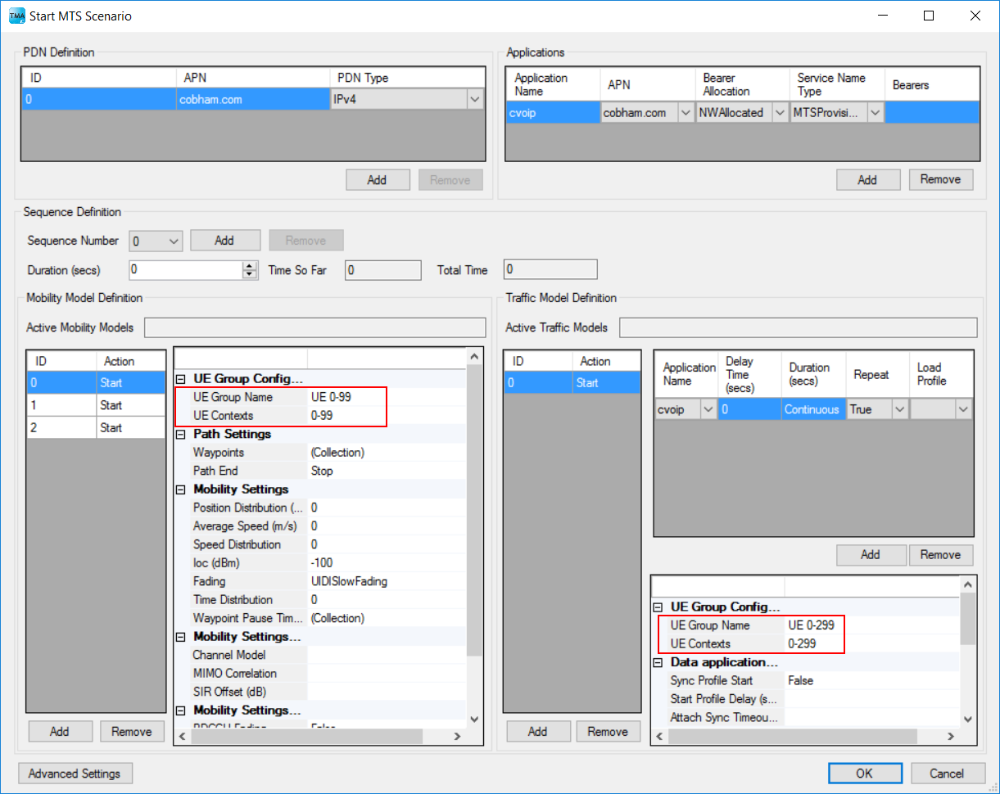 TMA Start MTS Scenario
PDN Definition
ID APN PDN Type
0 cobham.com IPv4
Add Remove
Applications
Application Name APN Bearer Allocation Service Name Type Bearers
cvoip cobham.com NWAllocated MTSProvisi...
Add Remove
Sequence Definition
Sequence Number 0 Add Remove
Duration (secs) 0 Time So Far 0 Total Time 0
Mobility Model Definition
Active Mobility Models
ID Action
0 Start
1 Start
2 Start
Add Remove
UE Group Config...
UE Group Name UE 0-99
UE Contexts 0-99
Path Settings
Waypoints (Collection)
Path End Stop
Mobility Settings
Position Distribution (... 0
Average Speed (m/s) 0
Speed Distribution 0
Ioc (dBm) -100
Fading UIDISlowFading
Time Distribution 0
Waypoint Pause Tim... (Collection)
Mobility Settings...
Channel Model
MIMO Correlation
SIR Offset (dB)
Mobility Settings...
Traffic Model Definition
Active Traffic Models
ID Action
0 Start
Add Remove
Application Name Delay Time (secs) Duration (secs) Repeat Load Profile
cvoip 0 Continuous True
Add Remove
UE Group Config...
UE Group Name UE 0-299
UE Contexts 0-299
Data application...
Sync Profile Start False
Start Profile Delay (s...
Attach Sync Timeou...
Advanced Settings
OK Cancel